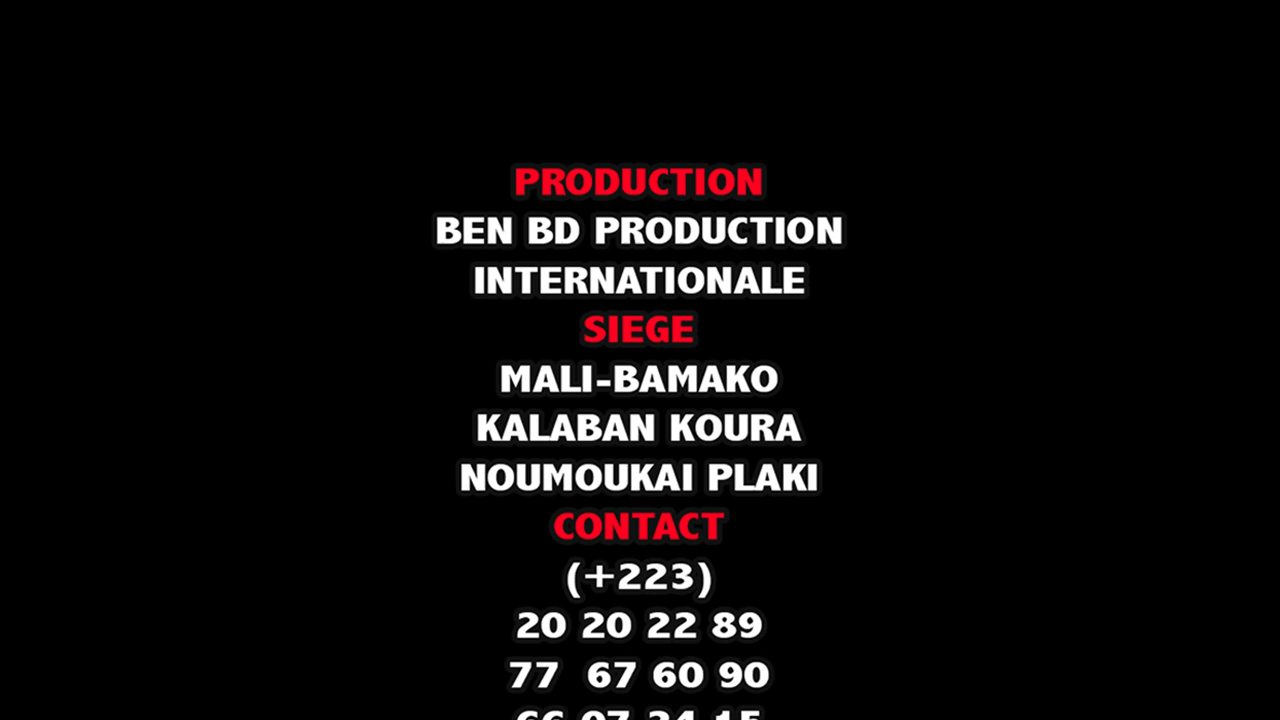 PRODUCTION
BEN BD PRODUCTION
INTERNATIONALE
SIEGE
MALI-BAMAKO
KALABAN KOURA
NOUMOUKAI PLAKI
CONTACT
(+223)
20 20 22 89
77 67 60 90